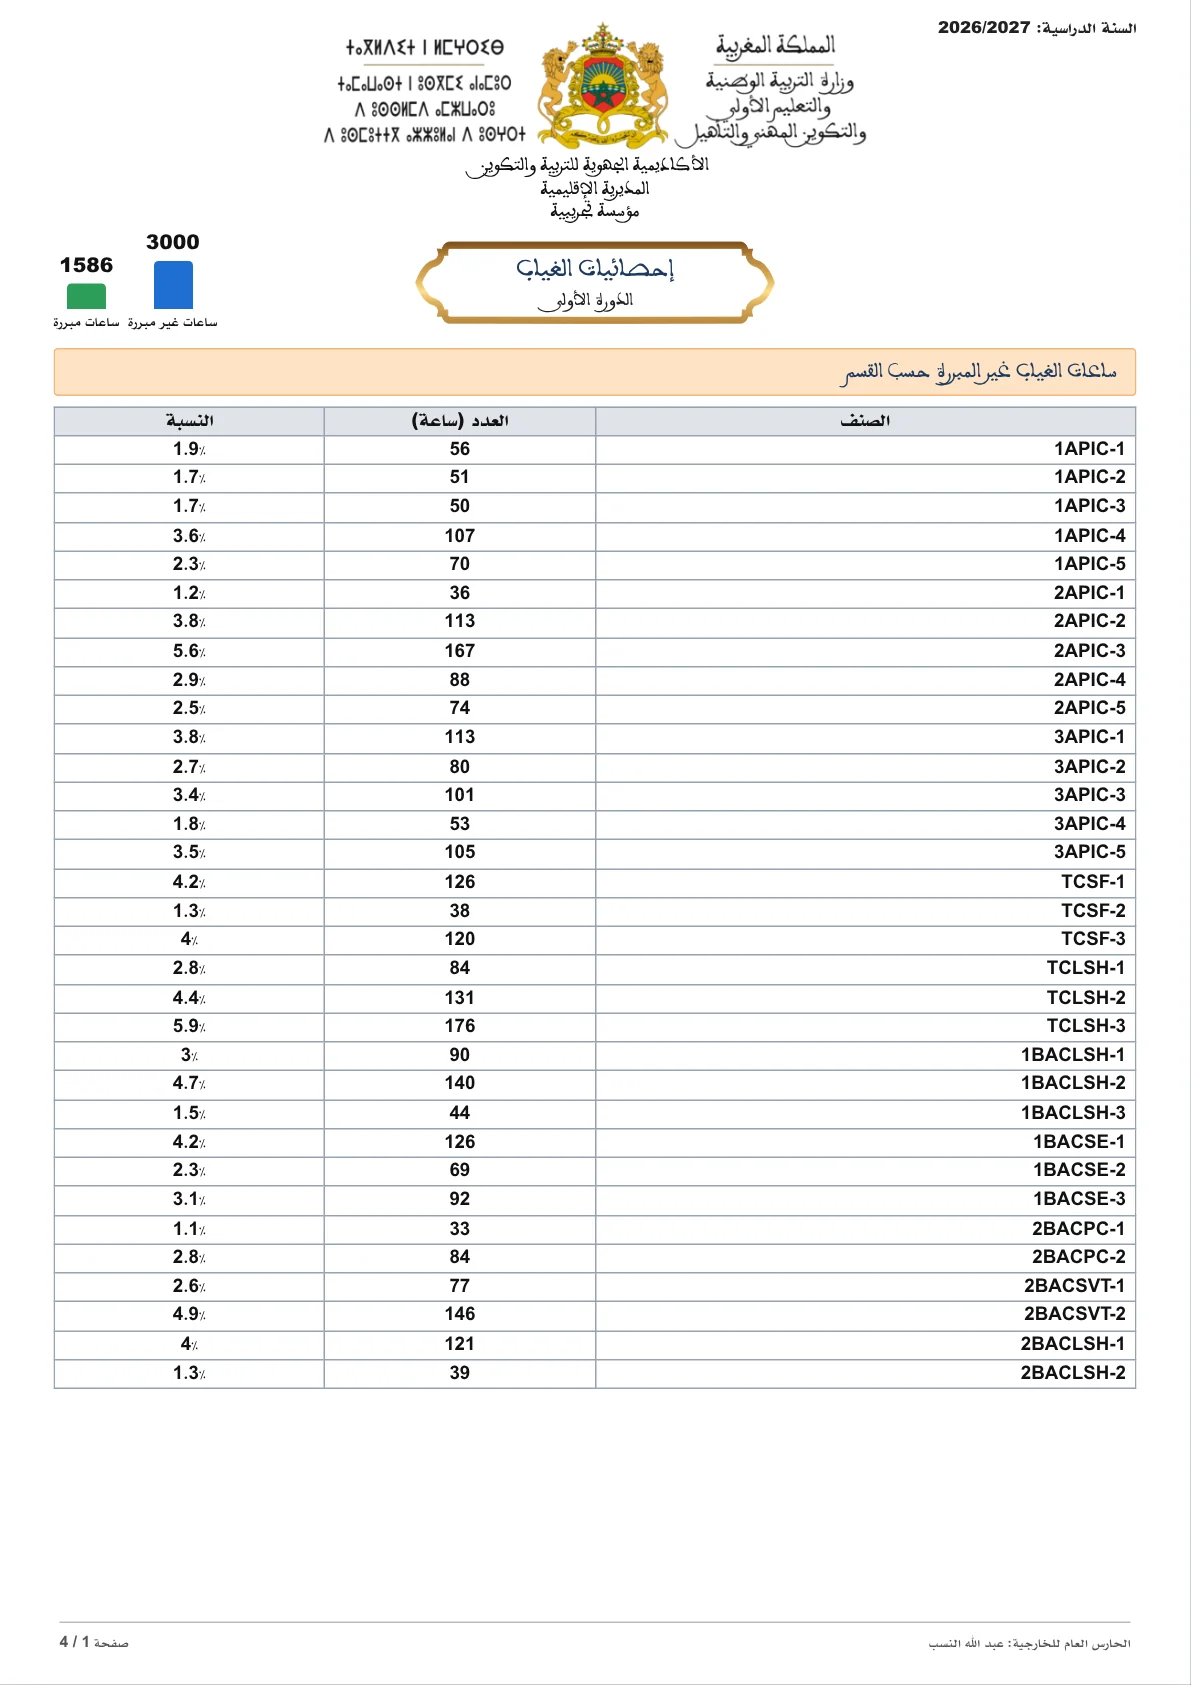 السنة الدراسية: 2026/2027
المملكة المغربية
وزارة التربية الوطنية
والتعليم الأولي
والتكوين المهني والتأهيل
ⵜⴰⴳⵍⴷⵉⵜ ⵏ ⵍⵎⵖⵔⵉⴱ
ⵜⴰⵎⴰⵡⴰⵙⵜ ⵏ ⵓⵙⴳⵎⵉ ⴰⵏⴰⵎⵓⵔ
ⴷ ⵓⵙⵙⵍⵎⴷ ⴰⵎⵣⵡⴰⵔⵓ
ⴷ ⵓⵙⵎⵓⵜⵜⴳ ⴰⵣⵣⵓⵍⴰⵏ ⴷ ⵓⵙⵖⵔⵜ
الأكاديمية الجهوية للتربية والتكوين
المديرية الإقليمية
مؤسسة تجريبية
3000
1586
ساعات غير مبررة
ساعات مبررة
إحصائيات الغياب
الدورة الأولى
ساعات الغياب غير المبررة حسب القسم
الصنف العدد (ساعة) النسبة
1APIC-1 56 1.9٪
1APIC-2 51 1.7٪
1APIC-3 50 1.7٪
1APIC-4 107 3.6٪
1APIC-5 70 2.3٪
2APIC-1 36 1.2٪
2APIC-2 113 3.8٪
2APIC-3 167 5.6٪
2APIC-4 88 2.9٪
2APIC-5 74 2.5٪
3APIC-1 113 3.8٪
3APIC-2 80 2.7٪
3APIC-3 101 3.4٪
3APIC-4 53 1.8٪
3APIC-5 105 3.5٪
TCSF-1 126 4.2٪
TCSF-2 38 1.3٪
TCSF-3 120 4٪
TCLSH-1 84 2.8٪
TCLSH-2 131 4.4٪
TCLSH-3 176 5.9٪
1BACLSH-1 90 3٪
1BACLSH-2 140 4.7٪
1BACLSH-3 44 1.5٪
1BACSE-1 126 4.2٪
1BACSE-2 69 2.3٪
1BACSE-3 92 3.1٪
2BACPC-1 33 1.1٪
2BACPC-2 84 2.8٪
2BACSVT-1 77 2.6٪
2BACSVT-2 146 4.9٪
2BACLSH-1 121 4٪
2BACLSH-2 39 1.3٪
الحارس العام للخارجية: عبد الله النسب
صفحة 1 / 4